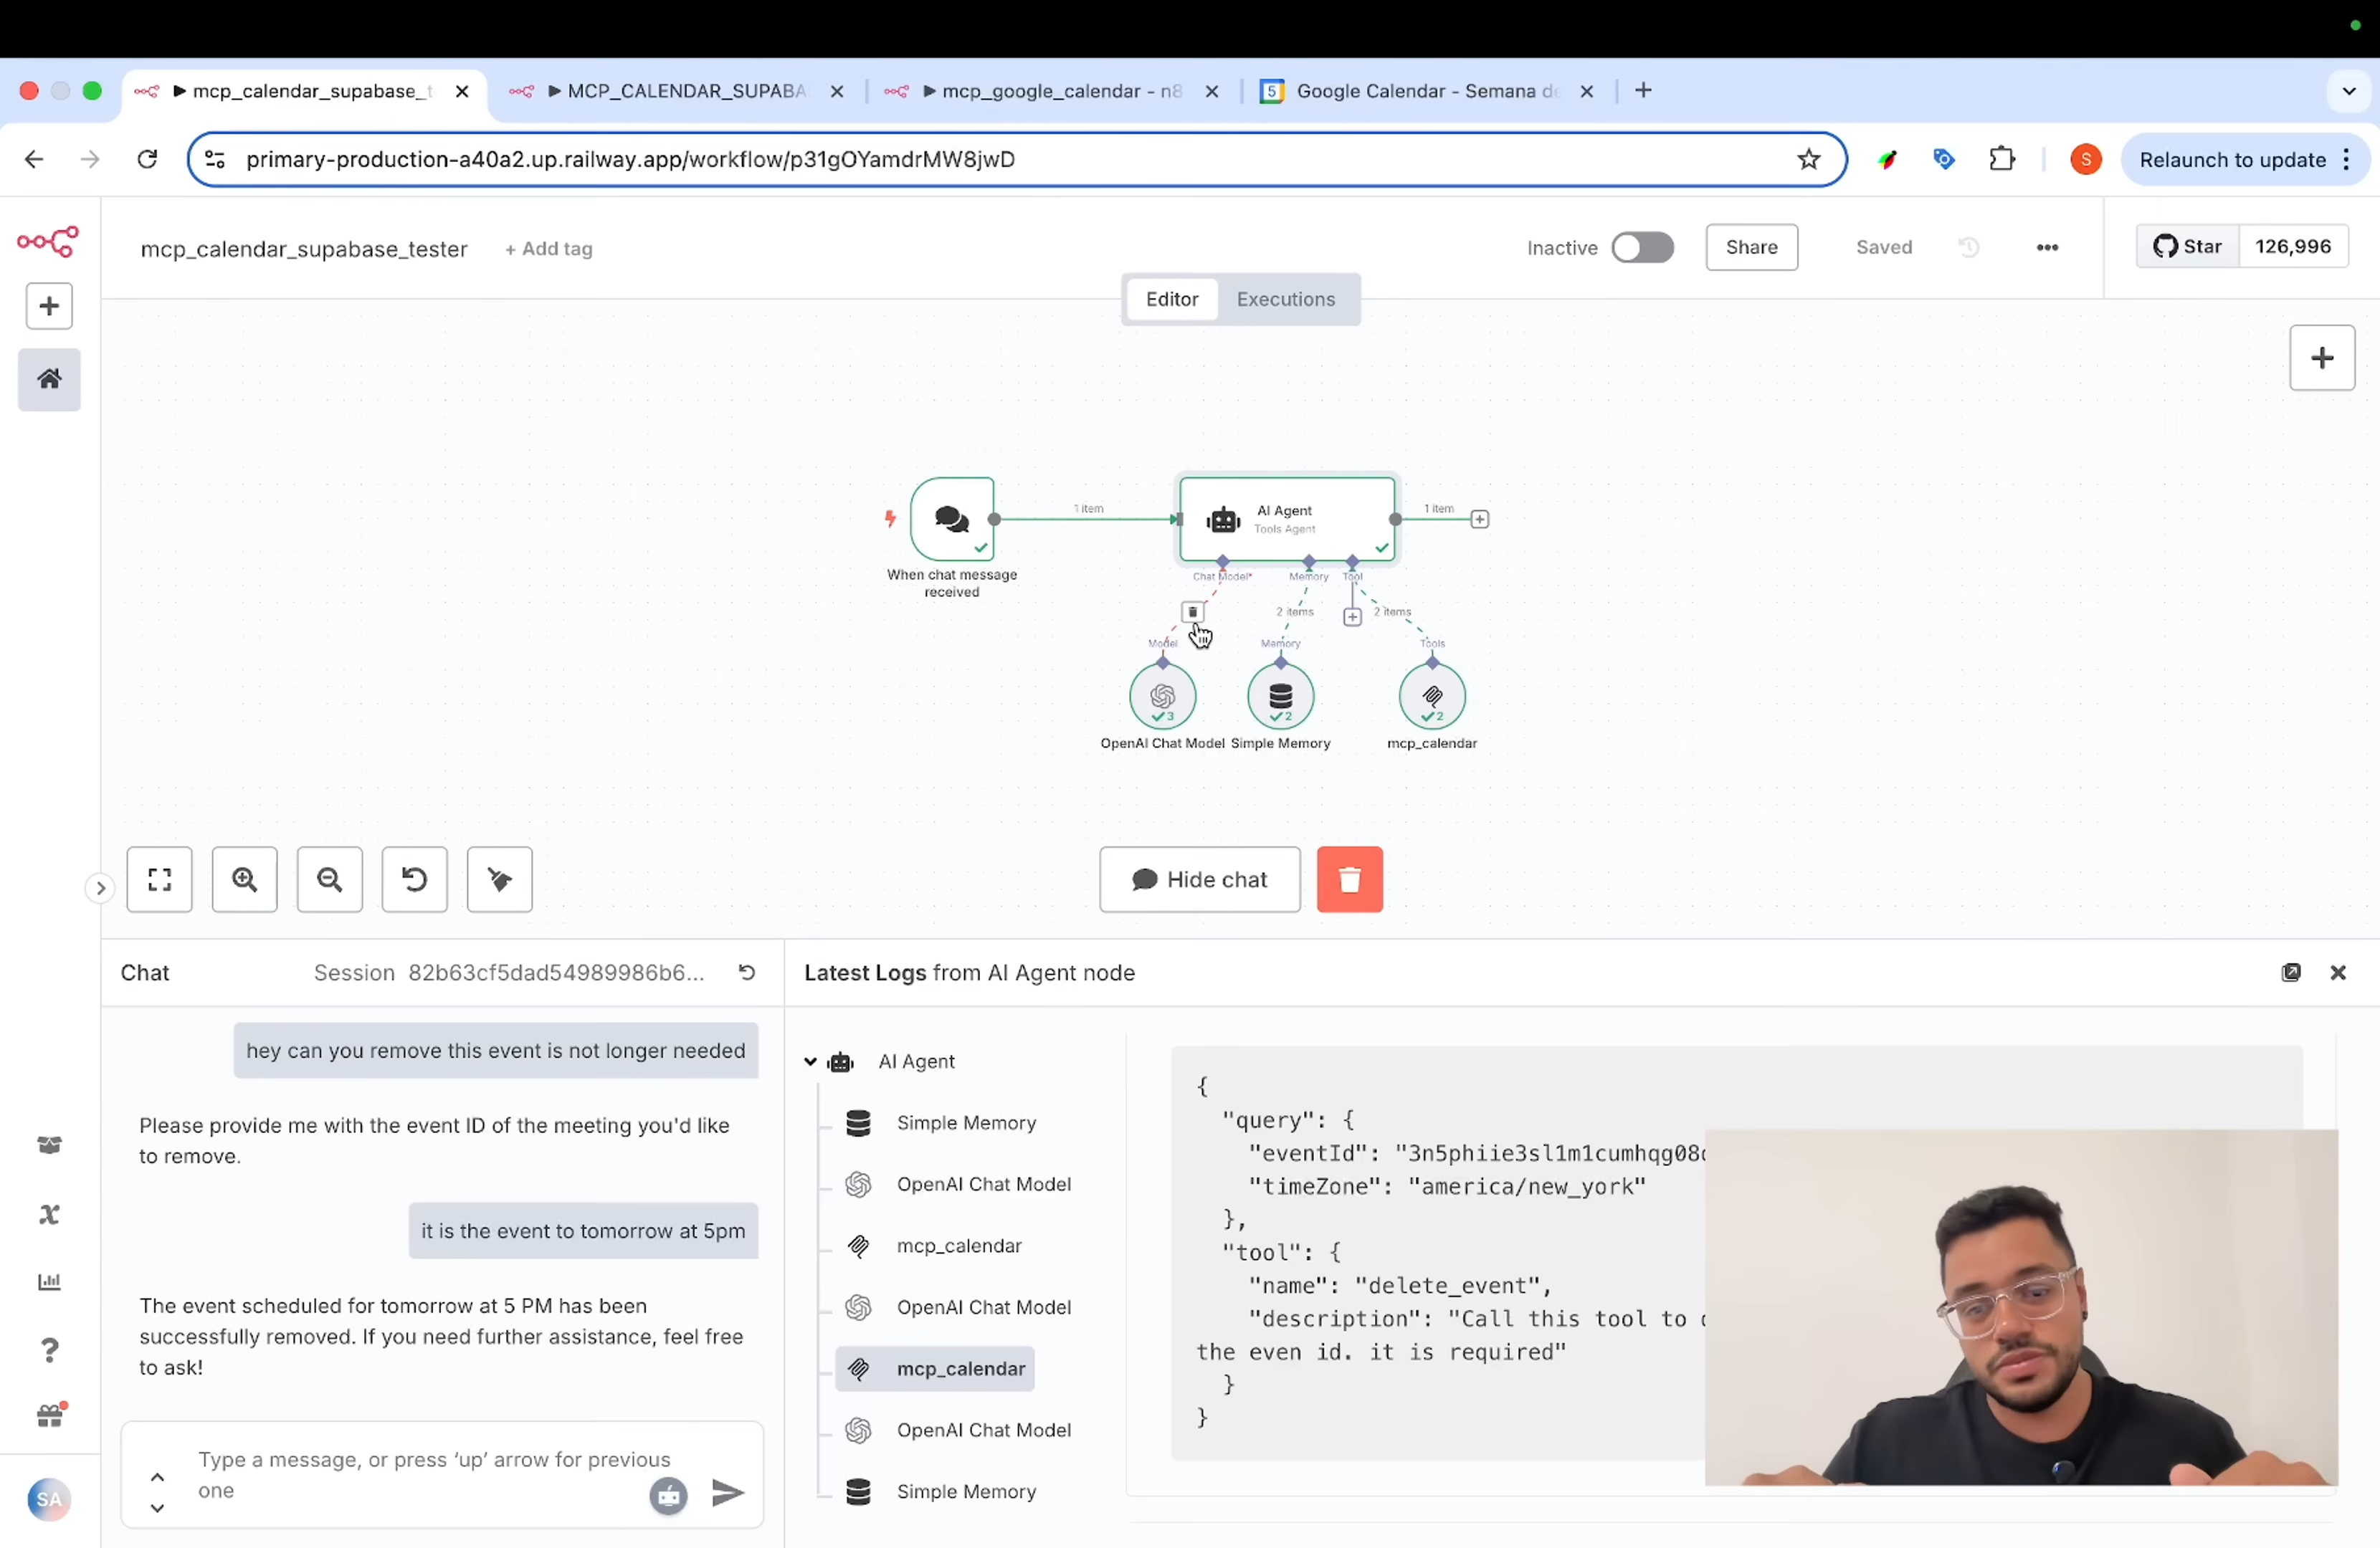 mcp_calendar_supabase_t
MCP_CALENDAR_SUPABA
mcp_google_calendar - n8
5
Google Calendar - Semana de
primary-production-a40a2.up.railway.app/workflow/p31gOYamdrMW8jwD
S
Relaunch to update
mcp_calendar_supabase_tester
+ Add tag
Inactive
Share
Saved
Star
126,996
Editor
Executions
1 item
AI Agent
Tools Agent
1 item
When chat message
received
Chat Model*
Memory
Tool
2 items
2 items
Model
Memory
Tools
3
2
2
OpenAI Chat Model
Simple Memory
mcp_calendar
Hide chat
Chat
Session 82b63cf5dad54989986b6...
Latest Logs from AI Agent node
hey can you remove this event is not longer needed
Please provide me with the event ID of the meeting you'd like
to remove.
it is the event to tomorrow at 5pm
The event scheduled for tomorrow at 5 PM has been
successfully removed. If you need further assistance, feel free
to ask!
Type a message, or press ‘up’ arrow for previous
one
SA
AI Agent
Simple Memory
OpenAI Chat Model
mcp_calendar
OpenAI Chat Model
mcp_calendar
OpenAI Chat Model
Simple Memory
{
"query": {
"eventId": "3n5phiie3sl1m1cumhqg08
"timeZone": "america/new_york"
},
"tool": {
"name": "delete_event",
"description": "Call this tool to
the even id. it is required"
}
}